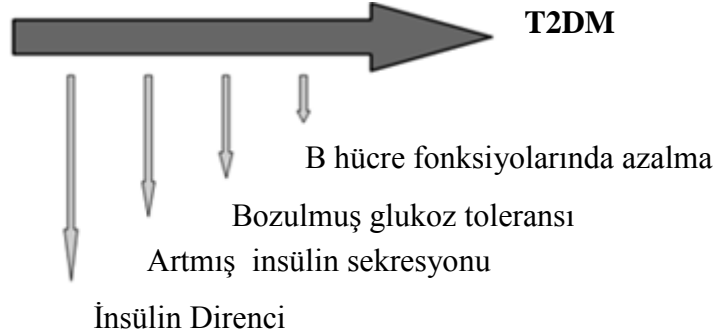 T2DM
B hücre fonksiyolarında azalma
Bozulmuş glukoz toleransı
Artmış insülin sekresyonu
İnsülin Direnci